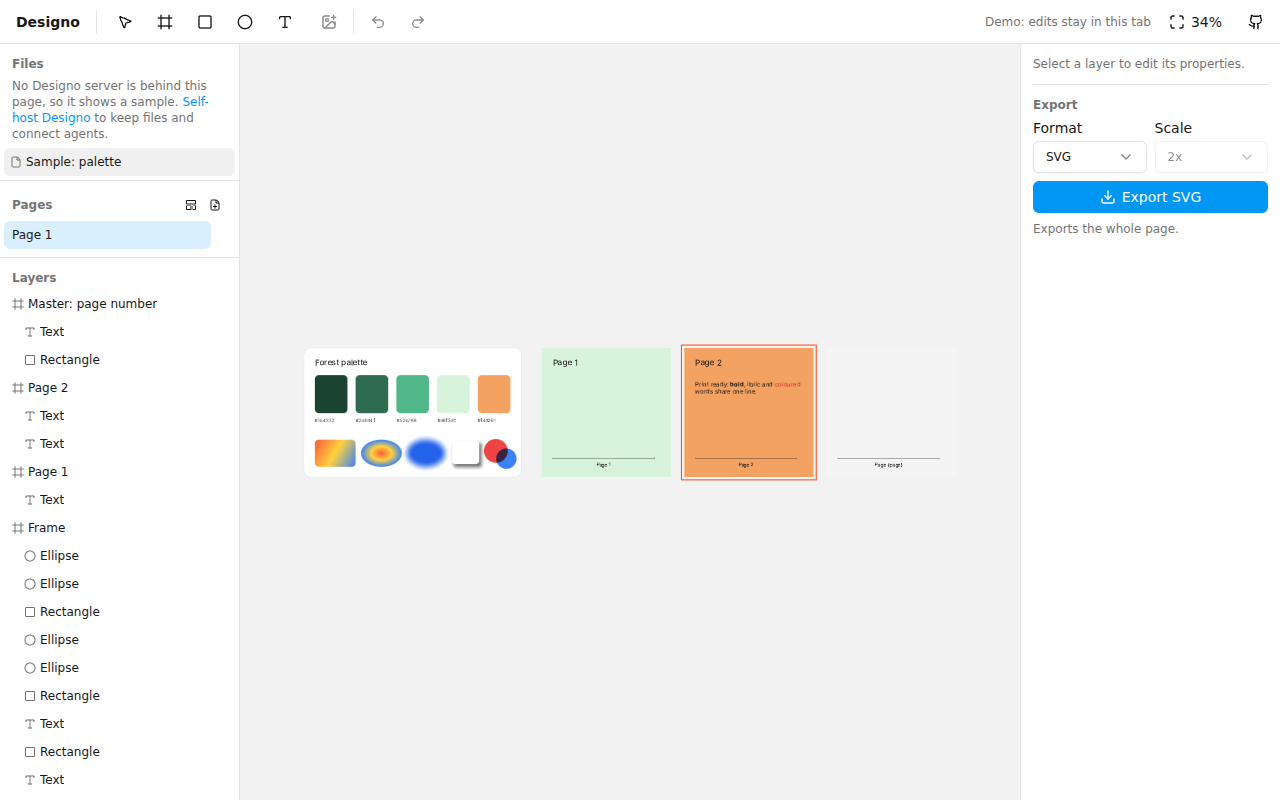 Designo
Demo: edits stay in this tab
34%
Files
No Designo server is behind this
page, so it shows a sample. Self-
host Designo to keep files and
connect agents.
Sample: palette
Pages
Page 1
Layers
Master: page number
Text
Rectangle
Page 2
Text
Text
Page 1
Text
Frame
Ellipse
Ellipse
Rectangle
Ellipse
Ellipse
Rectangle
Text
Rectangle
Text
Forest palette
Page 1
Page 1
Page 2
Print ready: bold, italic and coloured
words share one line.
Page 2
Page {page}
Select a layer to edit its properties.
Export
Format
Scale
SVG
2x
Export SVG
Exports the whole page.